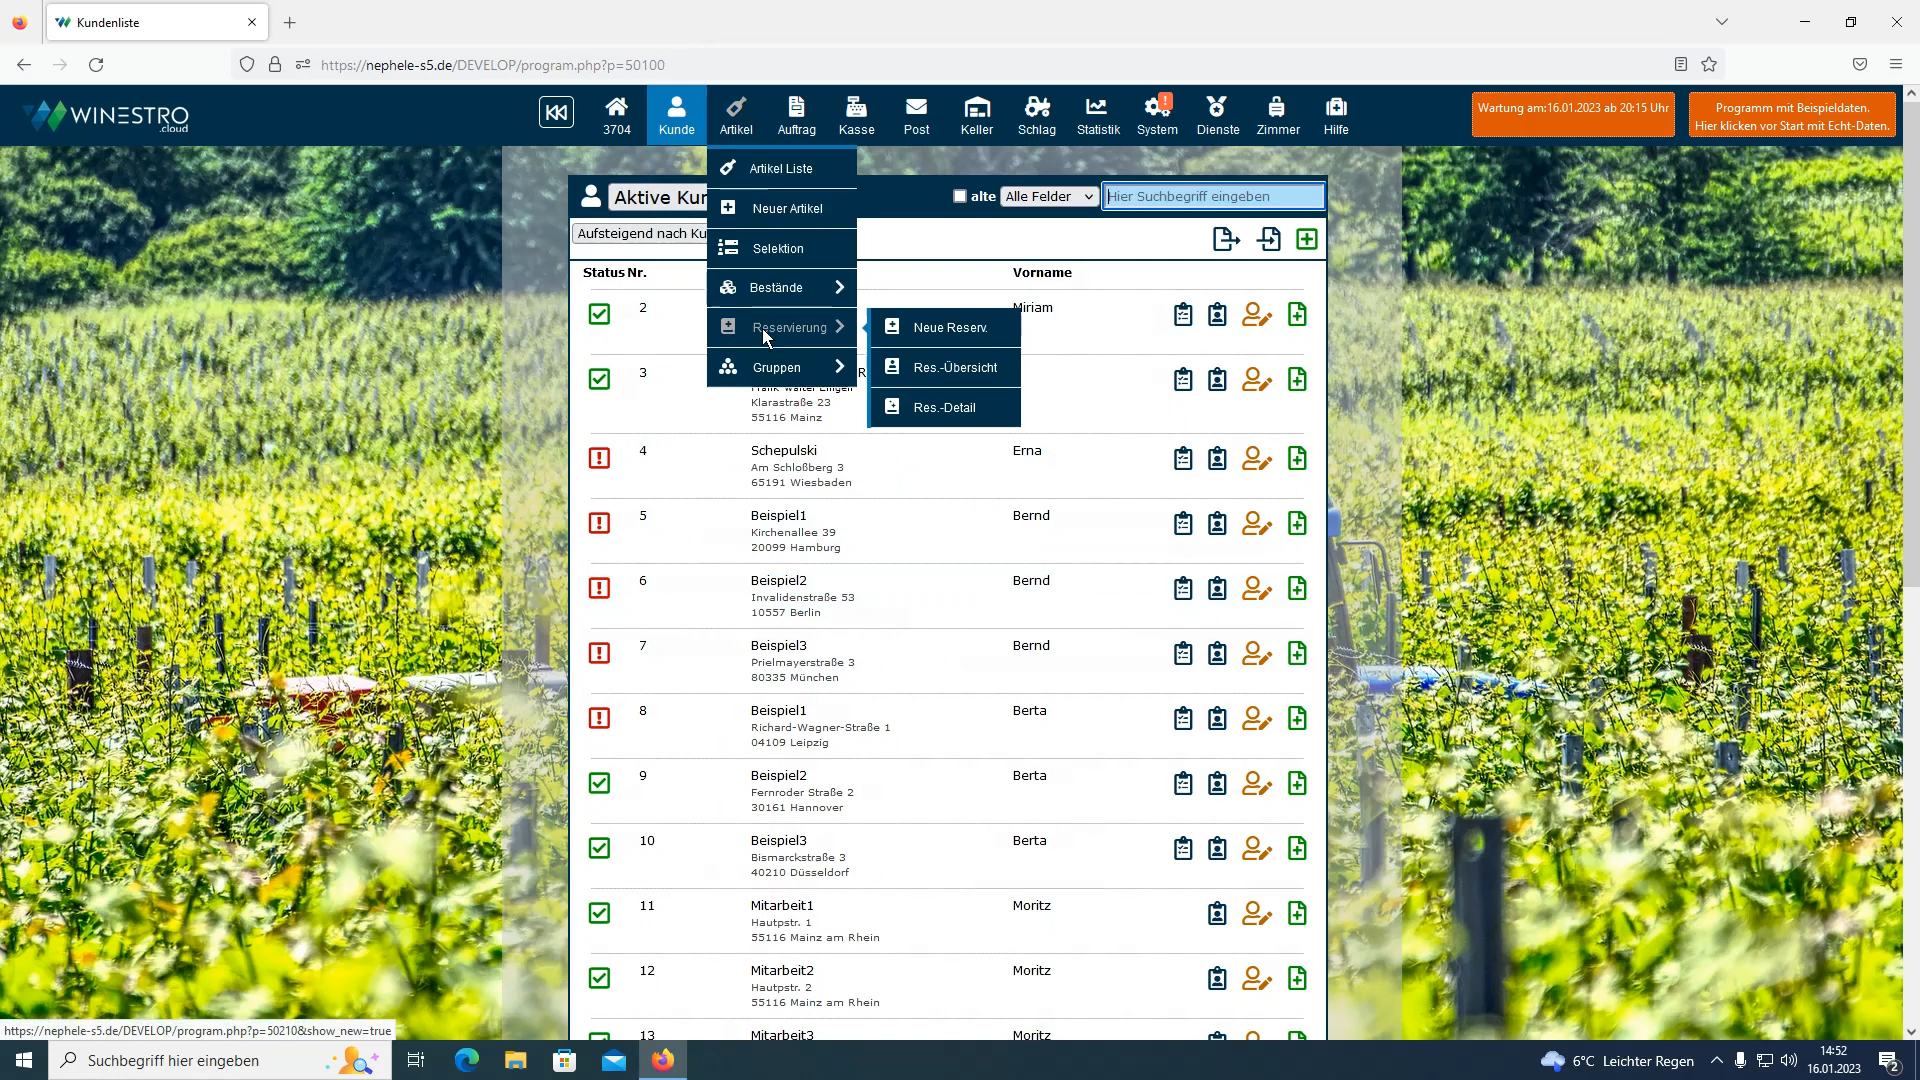 Kundenliste
https://nephele-s5.de/DEVELOP/program.php?p=50100
WINESTRO
.cloud
3704
Kunde
Artikel
Auftrag
Kasse
Post
Keller
Schlag
Statistik
System
Dienste
Zimmer
Hilfe
Wartung am:16.01.2023 ab 20:15 Uhr
Programm mit Beispieldaten.
Hier klicken vor Start mit Echt-Daten.
Artikel Liste
Neuer Artikel
Selektion
Bestände
Reservierung
Gruppen
Neue Reserv.
Res.-Übersicht
Res.-Detail
Aktive Kun
alte
Alle Felder
Hier Suchbegriff eingeben
Aufsteigend nach Ku
Status Nr.
Vorname
2
Miriam
3
Klarastraße 23
55116 Mainz
4
Schepulski
Erna
Am Schloßberg 3
65191 Wiesbaden
5
Beispiel1
Bernd
Kirchenallee 39
20099 Hamburg
6
Beispiel2
Bernd
Invalidenstraße 53
10557 Berlin
7
Beispiel3
Bernd
Prielmayerstraße 3
80335 München
8
Beispiel1
Berta
Richard-Wagner-Straße 1
04109 Leipzig
9
Beispiel2
Berta
Fernroder Straße 2
30161 Hannover
10
Beispiel3
Berta
Bismarckstraße 3
40210 Düsseldorf
11
Mitarbeit1
Moritz
Hautpstr. 1
55116 Mainz am Rhein
12
Mitarbeit2
Moritz
Hautpstr. 2
55116 Mainz am Rhein
13
Mitarbeit3
Moritz
https://nephele-s5.de/DEVELOP/program.php?p=50210&show_new=true
Suchbegriff hier eingeben
6°C Leichter Regen
14:52
16.01.2023
2